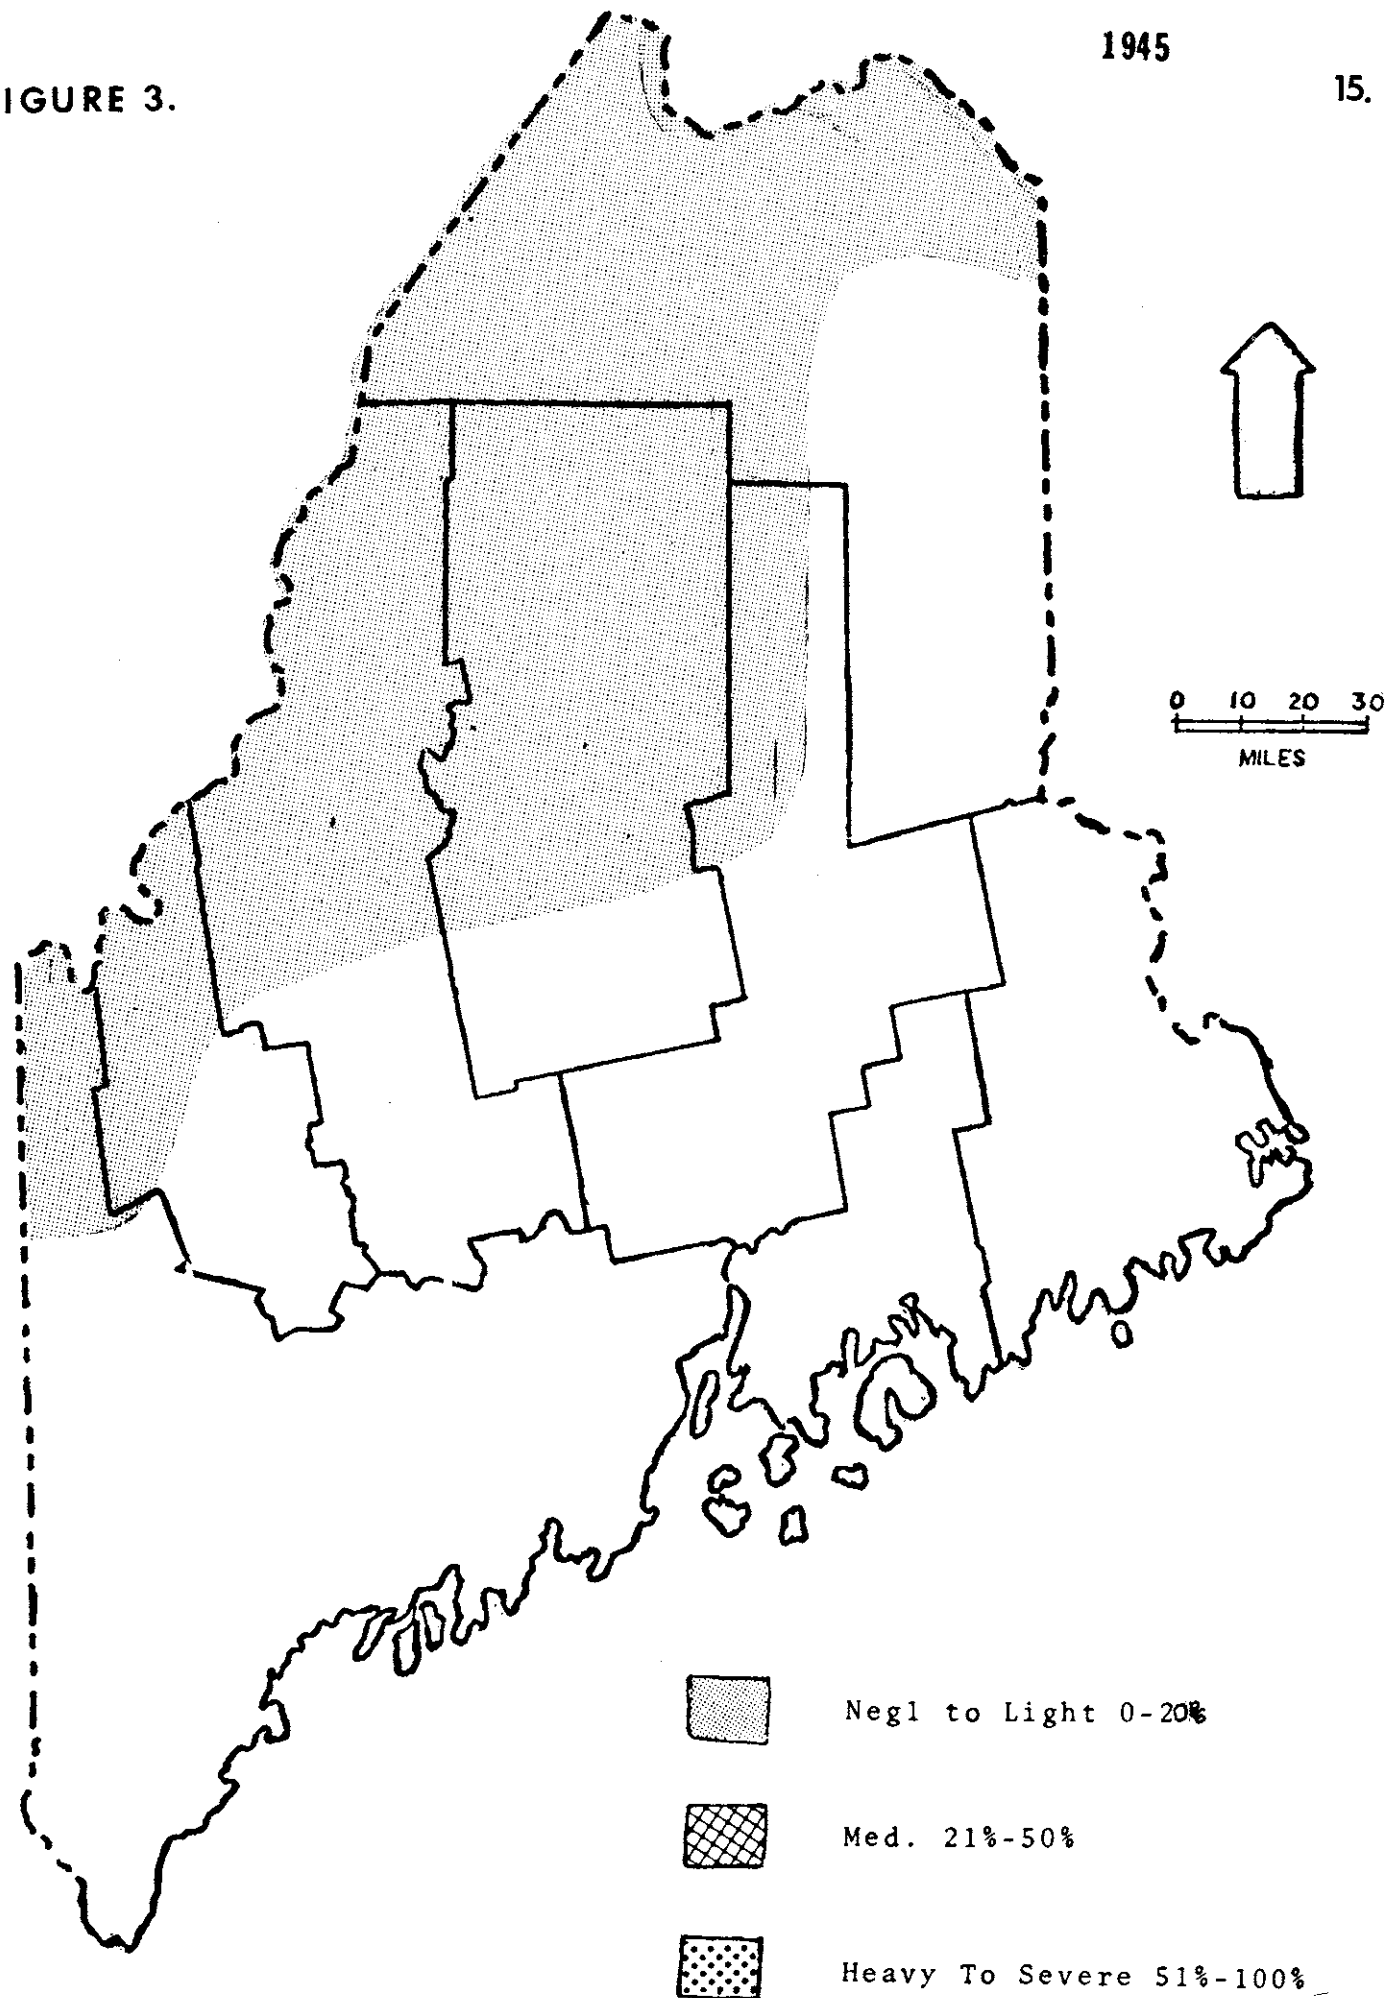 1945
IGURE 3.
15.
0 10 20 30
MILES
Negl to Light 0-20%
Med. 21%-50%
Heavy To Severe 51%-100%